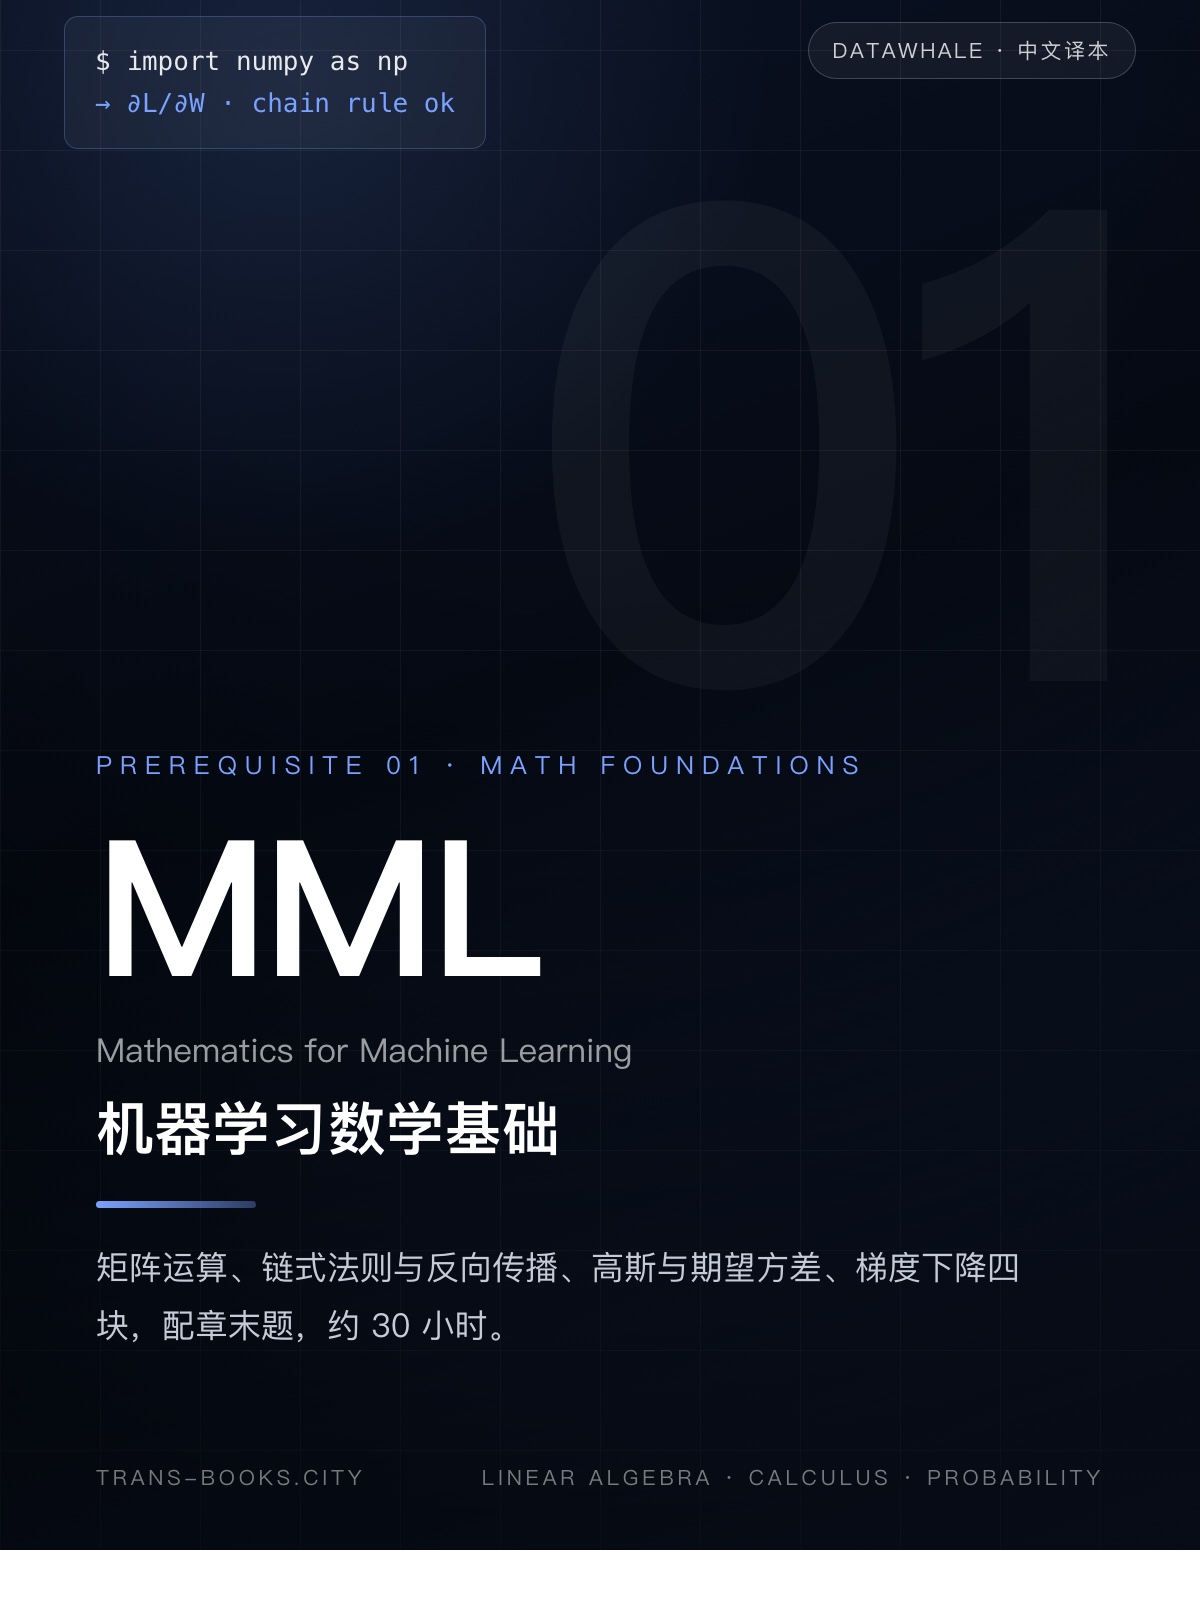 $ import numpy as np
→ ∂L/∂W · chain rule ok
DATAWHALE · 中文译本
01
PREREQUISITE 01 · MATH FOUNDATIONS
MML
Mathematics for Machine Learning
机器学习数学基础
矩阵运算、链式法则与反向传播、高斯与期望方差、梯度下降四
块，配章末题，约 30 小时。
TRANS–BOOKS.CITY
LINEAR ALGEBRA · CALCULUS · PROBABILITY